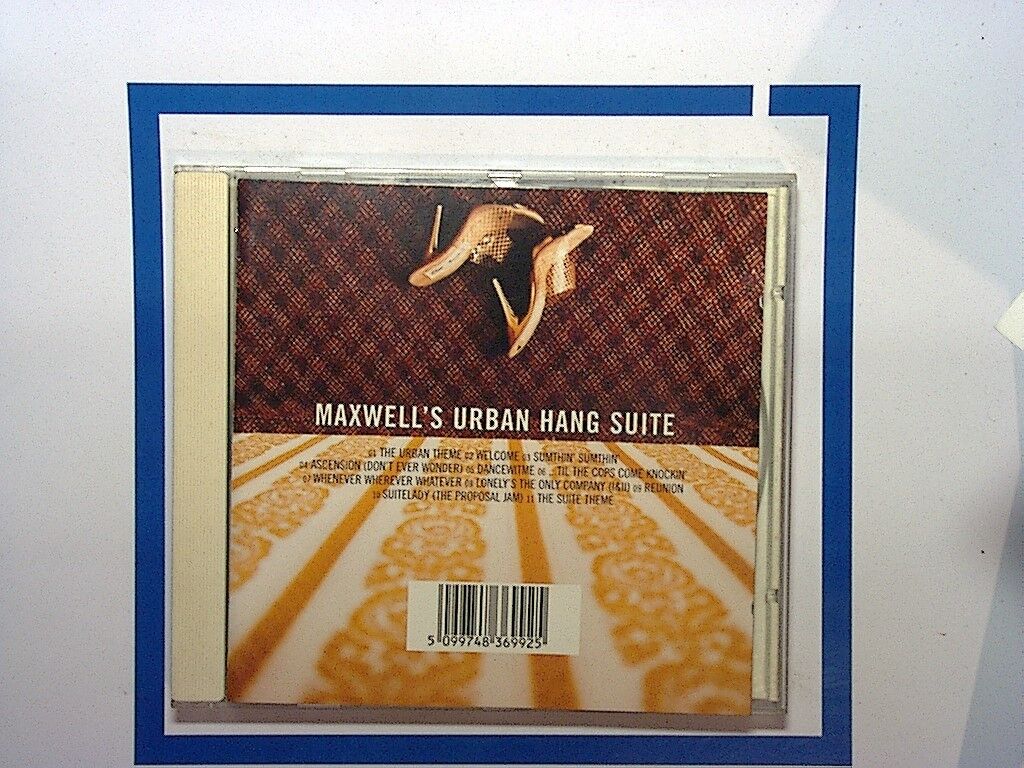 MAXWELL'S URBAN HANG SUITE
01 THE URBAN THEME 02 WELCOME 03 SUMTHIN' SUMTHIN'
04 ASCENSION (DON'T EVER WONDER) 05 DANCEWITME 06 ...TIL THE COPS COME KNOCKIN'
07 WHENEVER WHEREVER WHATEVER 08 LONELY'S THE ONLY COMPANY (I&II) 09 REUNION
10 SUITELADY (THE PROPOSAL JAM) 11 THE SUITE THEME
5 099748 369925